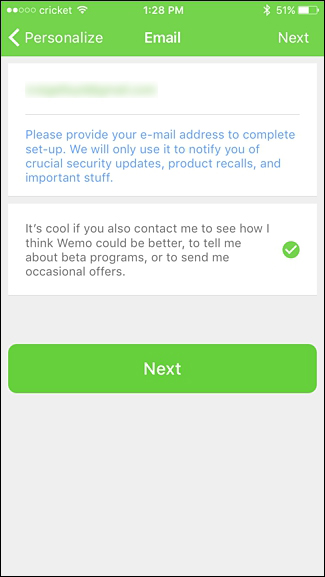 cricket 1:28 PM 51%
Personalize Email Next
Please provide your e-mail address to complete
set-up. We will only use it to notify you of
crucial security updates, product recalls, and
important stuff.
It's cool if you also contact me to see how I
think Wemo could be better, to tell me
about beta programs, or to send me
occasional offers.
Next